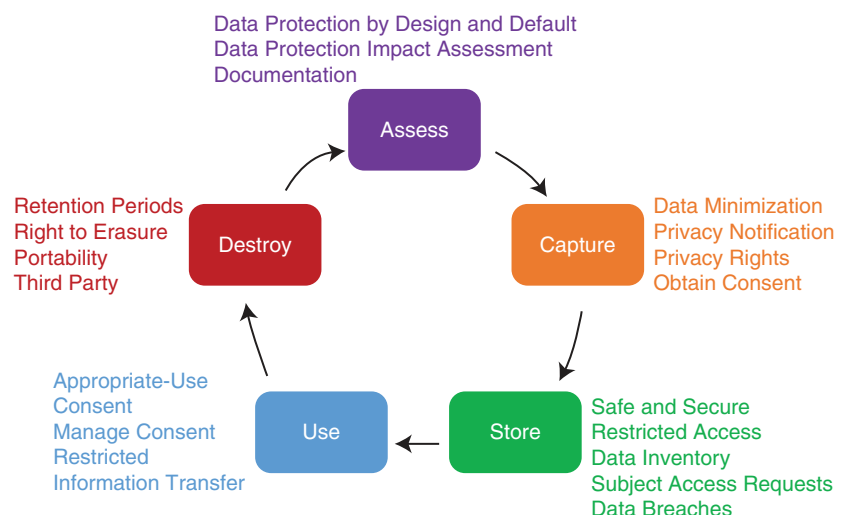 Data Protection by Design and Default
Data Protection Impact Assessment
Documentation
Assess
Retention Periods
Right to Erasure
Portability
Third Party
Destroy
Capture
Data Minimization
Privacy Notification
Privacy Rights
Obtain Consent
Appropriate-Use
Consent
Manage Consent
Restricted
Information Transfer
Use
Store
Safe and Secure
Restricted Access
Data Inventory
Subject Access Requests
Data Breaches